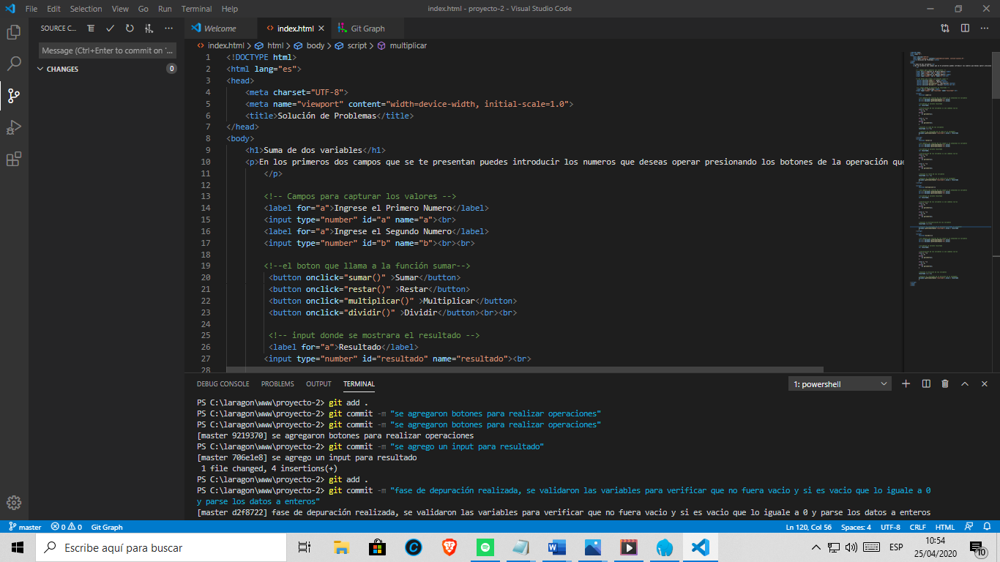 File Edit Selection View Go Run Terminal Help index.html - proyecto-2 - Visual Studio Code
SOURCE C... Welcome index.html Git Graph
Message (Ctrl+Enter to commit on '...
CHANGES 0
index.html > html > body > script > multiplicar
1 <!DOCTYPE html>
2 <html lang="es">
3 <head>
4 <meta charset="UTF-8">
5 <meta name="viewport" content="width=device-width, initial-scale=1.0">
6 <title>Solución de Problemas</title>
7 </head>
8 <body>
9 <h1>Suma de dos variables</h1>
10 <p>En los primeros dos campos que se te presentan puedes introducir los numeros que deseas operar presionando los botones de la operación que
11 </p>
12
13 <!-- Campos para capturar los valores -->
14 <label for="a">Ingrese el Primero Numero</label>
15 <input type="number" id="a" name="a"><br>
16 <label for="a">Ingrese el Segundo Numero</label>
17 <input type="number" id="b" name="b"><br><br>
18
19 <!--el boton que llama a la función sumar-->
20 <button onclick="sumar()" >Sumar</button>
21 <button onclick="restar()" >Restar</button>
22 <button onclick="multiplicar()" >Multiplicar</button>
23 <button onclick="dividir()" >Dividir</button><br><br>
24
25 <!-- input donde se mostrara el resultado -->
26 <label for="a">Resultado</label>
27 <input type="number" id="resultado" name="resultado"><br>
28
DEBUG CONSOLE PROBLEMS OUTPUT TERMINAL 1: powershell
PS C:\laragon\www\proyecto-2> git add .
PS C:\laragon\www\proyecto-2> git commit -m "se agregaron botones para realizar operaciones"
PS C:\laragon\www\proyecto-2> git commit -m "se agregaron botones para realizar operaciones"
[master 9219370] se agregaron botones para realizar operaciones
PS C:\laragon\www\proyecto-2> git commit -m "se agrego un input para resultado"
[master 706e1e8] se agrego un input para resultado
1 file changed, 4 insertions(+)
PS C:\laragon\www\proyecto-2> git add .
PS C:\laragon\www\proyecto-2> git commit -m "fase de depuración realizada, se validaron las variables para verificar que no fuera vacio y si es vacio que lo iguale a 0
y parse los datos a enteros"
[master d2f8722] fase de depuración realizada, se validaron las variables para verificar que no fuera vacio y si es vacio que lo iguale a 0 y parse los datos a enteros
master 0 0 Git Graph Ln 120, Col 56 Spaces: 4 UTF-8 CRLF HTML
Escribe aquí para buscar
ESP
10:54
25/04/2020
10